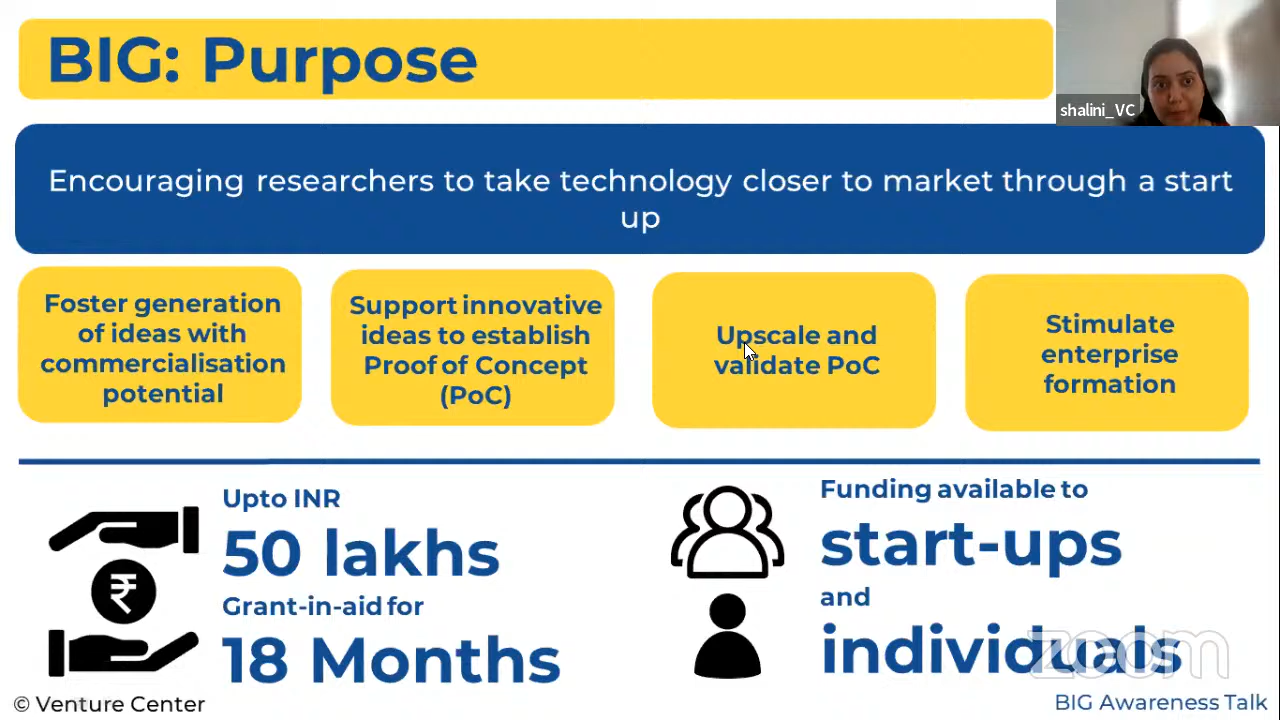 BIG: Purpose
shalini_VC
Encouraging researchers to take technology closer to market through a start
up
Foster generation
of ideas with
commercialisation
potential
Support innovative
ideas to establish
Proof of Concept
(PoC)
Upscale and
validate PoC
Stimulate
enterprise
formation
Upto INR
50 lakhs
Grant-in-aid for
18 Months
₹
Funding available to
start-ups
and
individuals
zoom
© Venture Center
BIG Awareness Talk